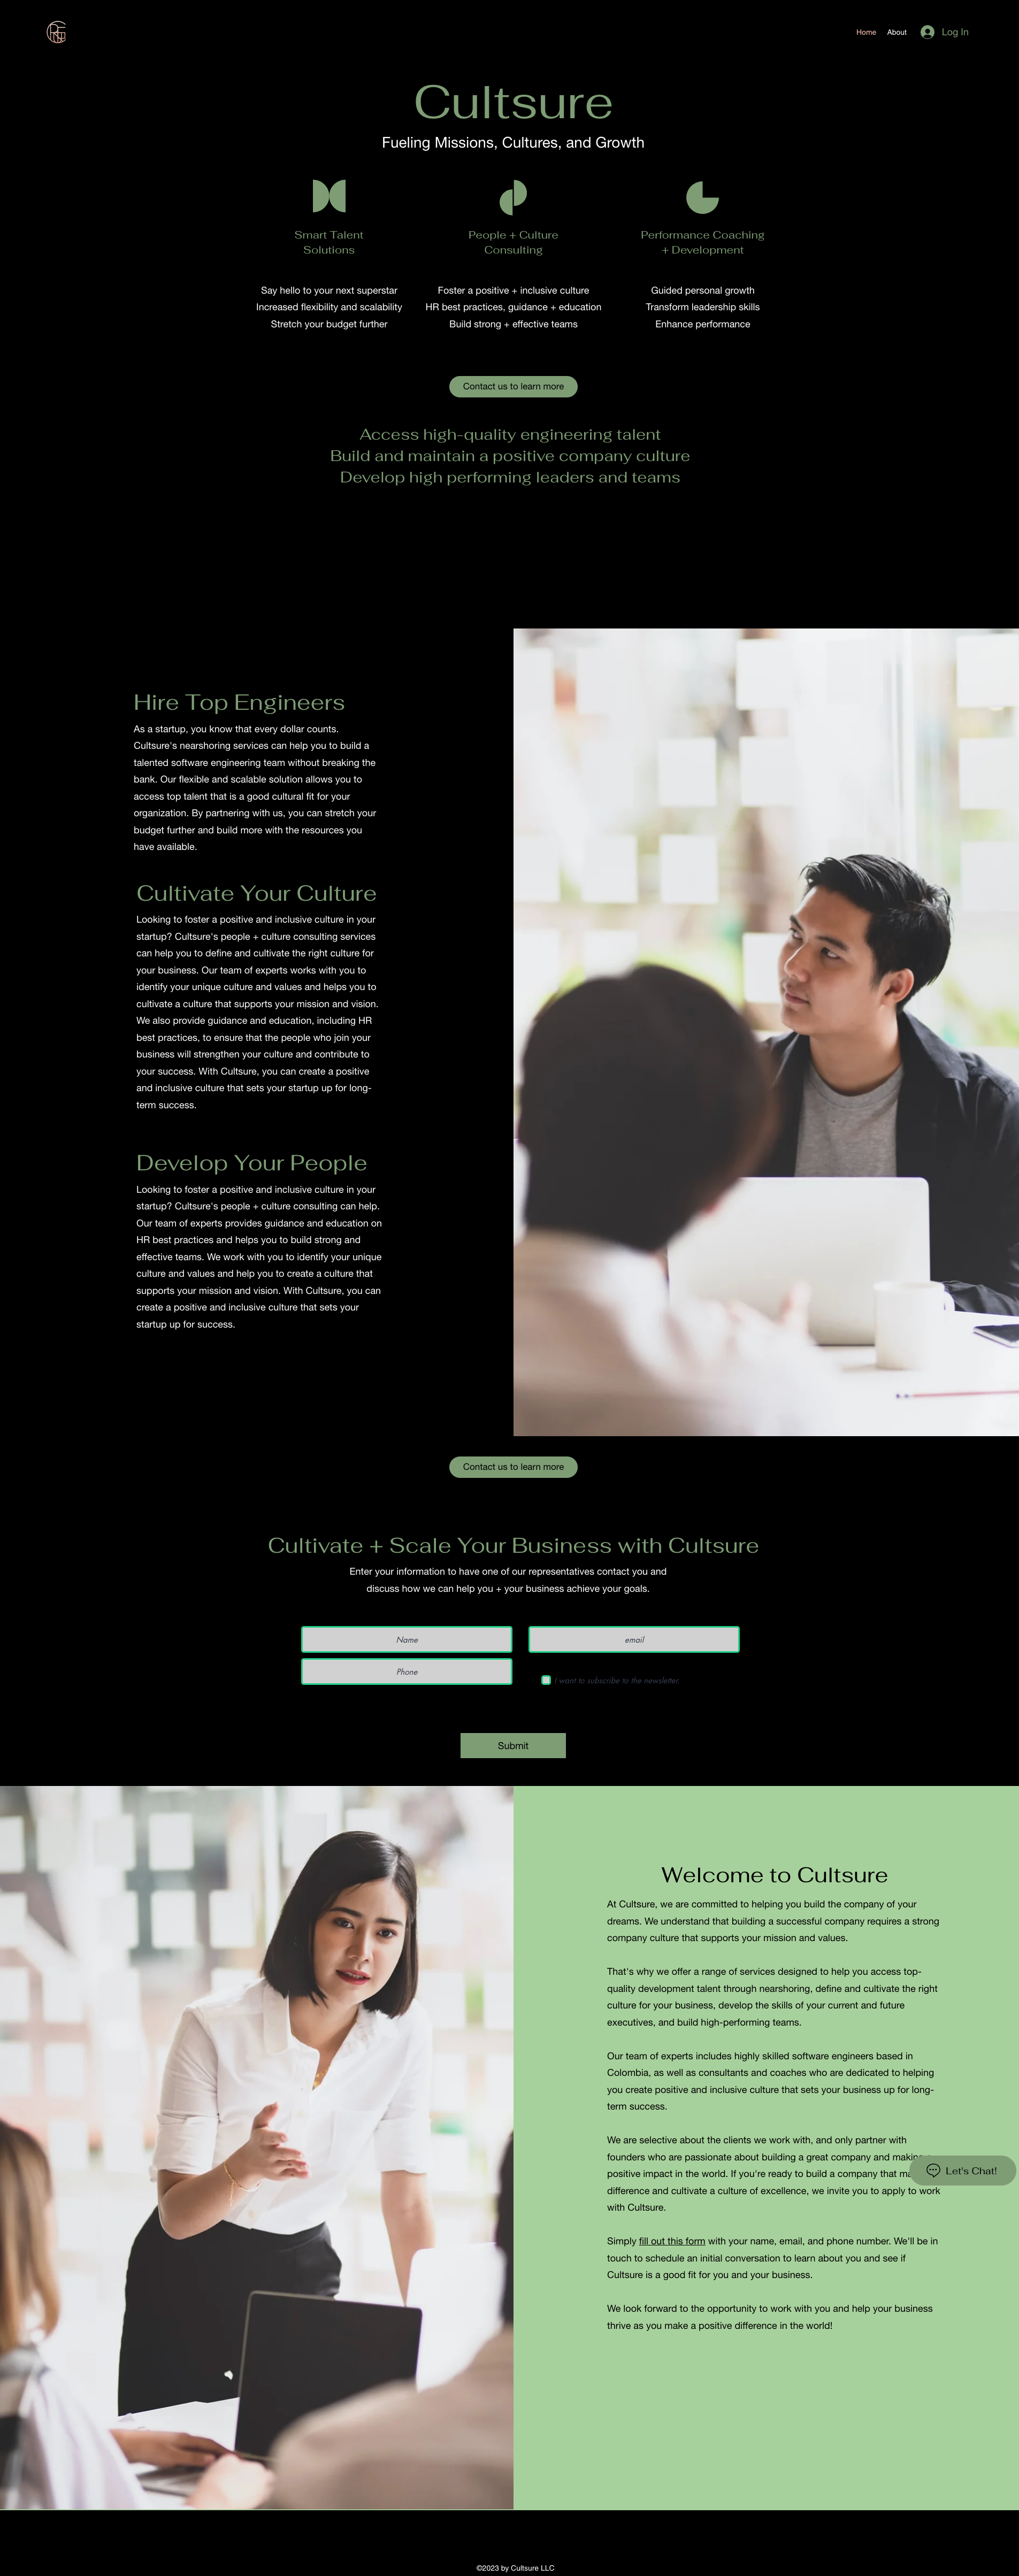 Home
About
Log In
Cultsure
Fueling Missions, Cultures, and Growth
Smart Talent
Solutions
People + Culture
Consulting
Performance Coaching
+ Development
Say hello to your next superstar
Increased flexibility and scalability
Stretch your budget further
Foster a positive + inclusive culture
HR best practices, guidance + education
Build strong + effective teams
Guided personal growth
Transform leadership skills
Enhance performance
Contact us to learn more
Access high-quality engineering talent
Build and maintain a positive company culture
Develop high performing leaders and teams
Hire Top Engineers
As a startup, you know that every dollar counts.
Cultsure's nearshoring services can help you to build a
talented software engineering team without breaking the
bank. Our flexible and scalable solution allows you to
access top talent that is a good cultural fit for your
organization. By partnering with us, you can stretch your
budget further and build more with the resources you
have available.
Cultivate Your Culture
Looking to foster a positive and inclusive culture in your
startup? Cultsure's people + culture consulting services
can help you to define and cultivate the right culture for
your business. Our team of experts works with you to
identify your unique culture and values and helps you to
cultivate a culture that supports your mission and vision.
We also provide guidance and education, including HR
best practices, to ensure that the people who join your
business will strengthen your culture and contribute to
your success. With Cultsure, you can create a positive
and inclusive culture that sets your startup up for long-
term success.
Develop Your People
Looking to foster a positive and inclusive culture in your
startup? Cultsure's people + culture consulting can help.
Our team of experts provides guidance and education on
HR best practices and helps you to build strong and
effective teams. We work with you to identify your unique
culture and values and help you to create a culture that
supports your mission and vision. With Cultsure, you can
create a positive and inclusive culture that sets your
startup up for success.
Contact us to learn more
Cultivate + Scale Your Business with Cultsure
Enter your information to have one of our representatives contact you and
discuss how we can help you + your business achieve your goals.
Name
email
Phone
I want to subscribe to the newsletter.
Submit
Welcome to Cultsure
At Cultsure, we are committed to helping you build the company of your
dreams. We understand that building a successful company requires a strong
company culture that supports your mission and values.
That's why we offer a range of services designed to help you access top-
quality development talent through nearshoring, define and cultivate the right
culture for your business, develop the skills of your current and future
executives, and build high-performing teams.
Our team of experts includes highly skilled software engineers based in
Colombia, as well as consultants and coaches who are dedicated to helping
you create positive and inclusive culture that sets your business up for long-
term success.
We are selective about the clients we work with, and only partner with
founders who are passionate about building a great company and making
positive impact in the world. If you're ready to build a company that
difference and cultivate a culture of excellence, we invite you to apply to work
with Cultsure.
Let's Chat!
Simply fill out this form with your name, email, and phone number. We'll be in
touch to schedule an initial conversation to learn about you and see if
Cultsure is a good fit for you and your business.
We look forward to the opportunity to work with you and help your business
thrive as you make a positive difference in the world!
©2023 by Cultsure LLC